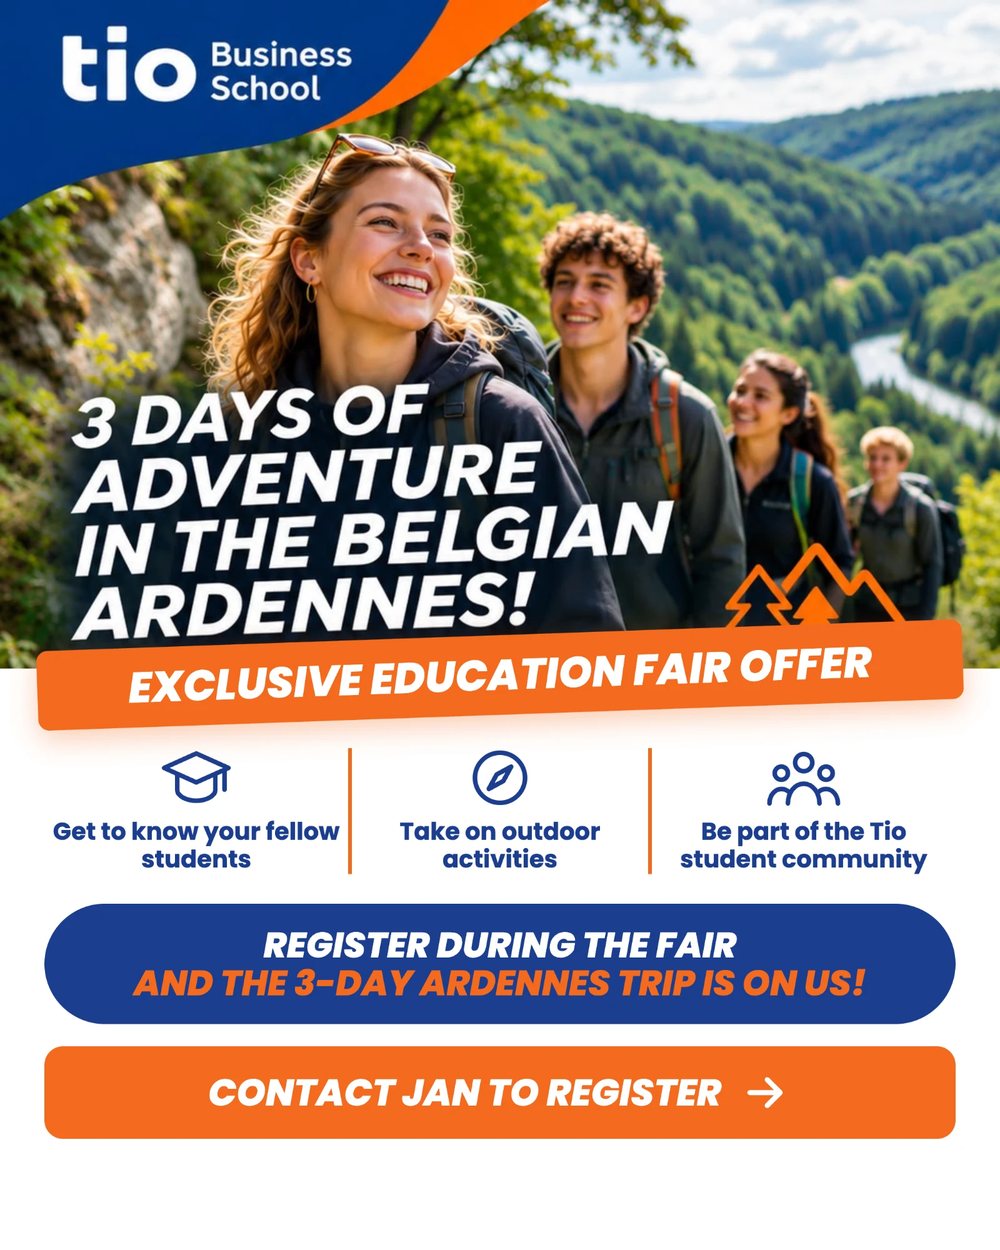 tio Business
School
3 DAYS OF
ADVENTURE
IN THE BELGIAN
ARDENNES!
EXCLUSIVE EDUCATION FAIR OFFER
Get to know your fellow
students
Take on outdoor
activities
Be part of the Tio
student community
REGISTER DURING THE FAIR
AND THE 3-DAY ARDENNES TRIP IS ON US!
CONTACT JAN TO REGISTER →